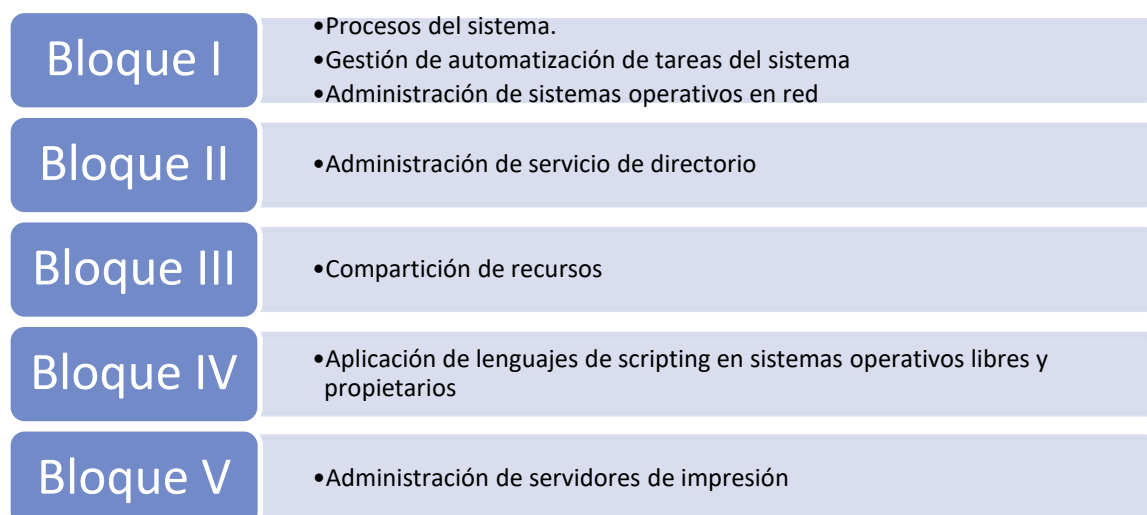 Bloque I
•Procesos del sistema.
•Gestión de automatización de tareas del sistema
•Administración de sistemas operativos en red
Bloque II
•Administración de servicio de directorio
Bloque III
•Compartición de recursos
Bloque IV
•Aplicación de lenguajes de scripting en sistemas operativos libres y
propietarios
Bloque V
•Administración de servidores de impresión